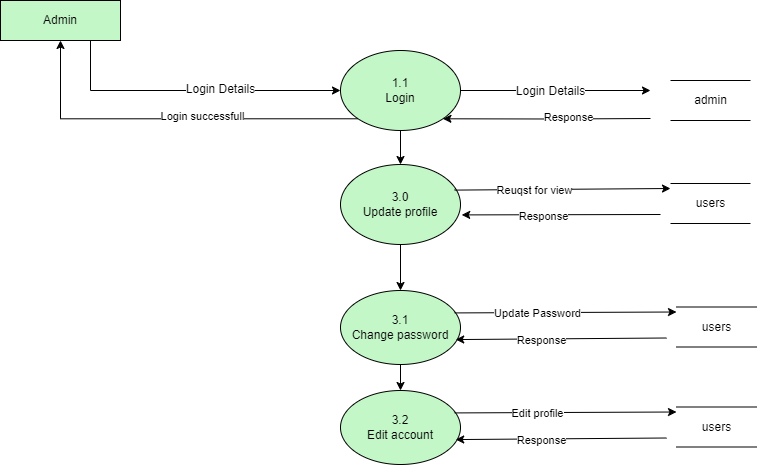 Admin
1.1
Login
Login Details
Login Details
admin
Login successfull
Response
3.0
Update profile
Reuqst for view
users
Response
3.1
Change password
Update Password
users
Response
3.2
Edit account
Edit profile
users
Response